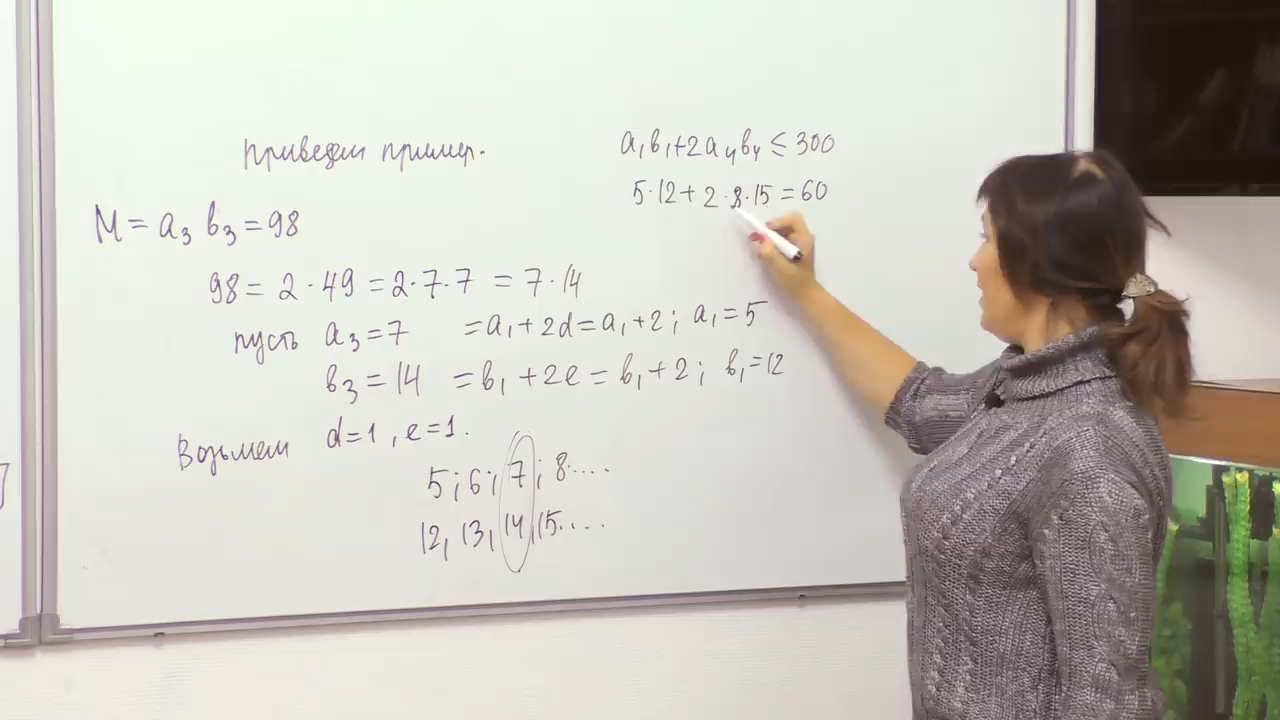 приведем пример.
M = a₃ b₃ = 98
98 = 2 · 49 = 2 · 7 · 7 = 7 · 14
пусть a₃ = 7 = a₁ + 2d = a₁ + 2 ; a₁ = 5
b₃ = 14 = b₁ + 2e = b₁ + 2 ; b₁ = 12
Возьмем d = 1 , e = 1.
5 ; 6 ; 7 ; 8 ....
12, 13, 14, 15....
a₁b₁ + 2a₄b₄ ≤ 300
5 · 12 + 2 · 8 · 15 = 60